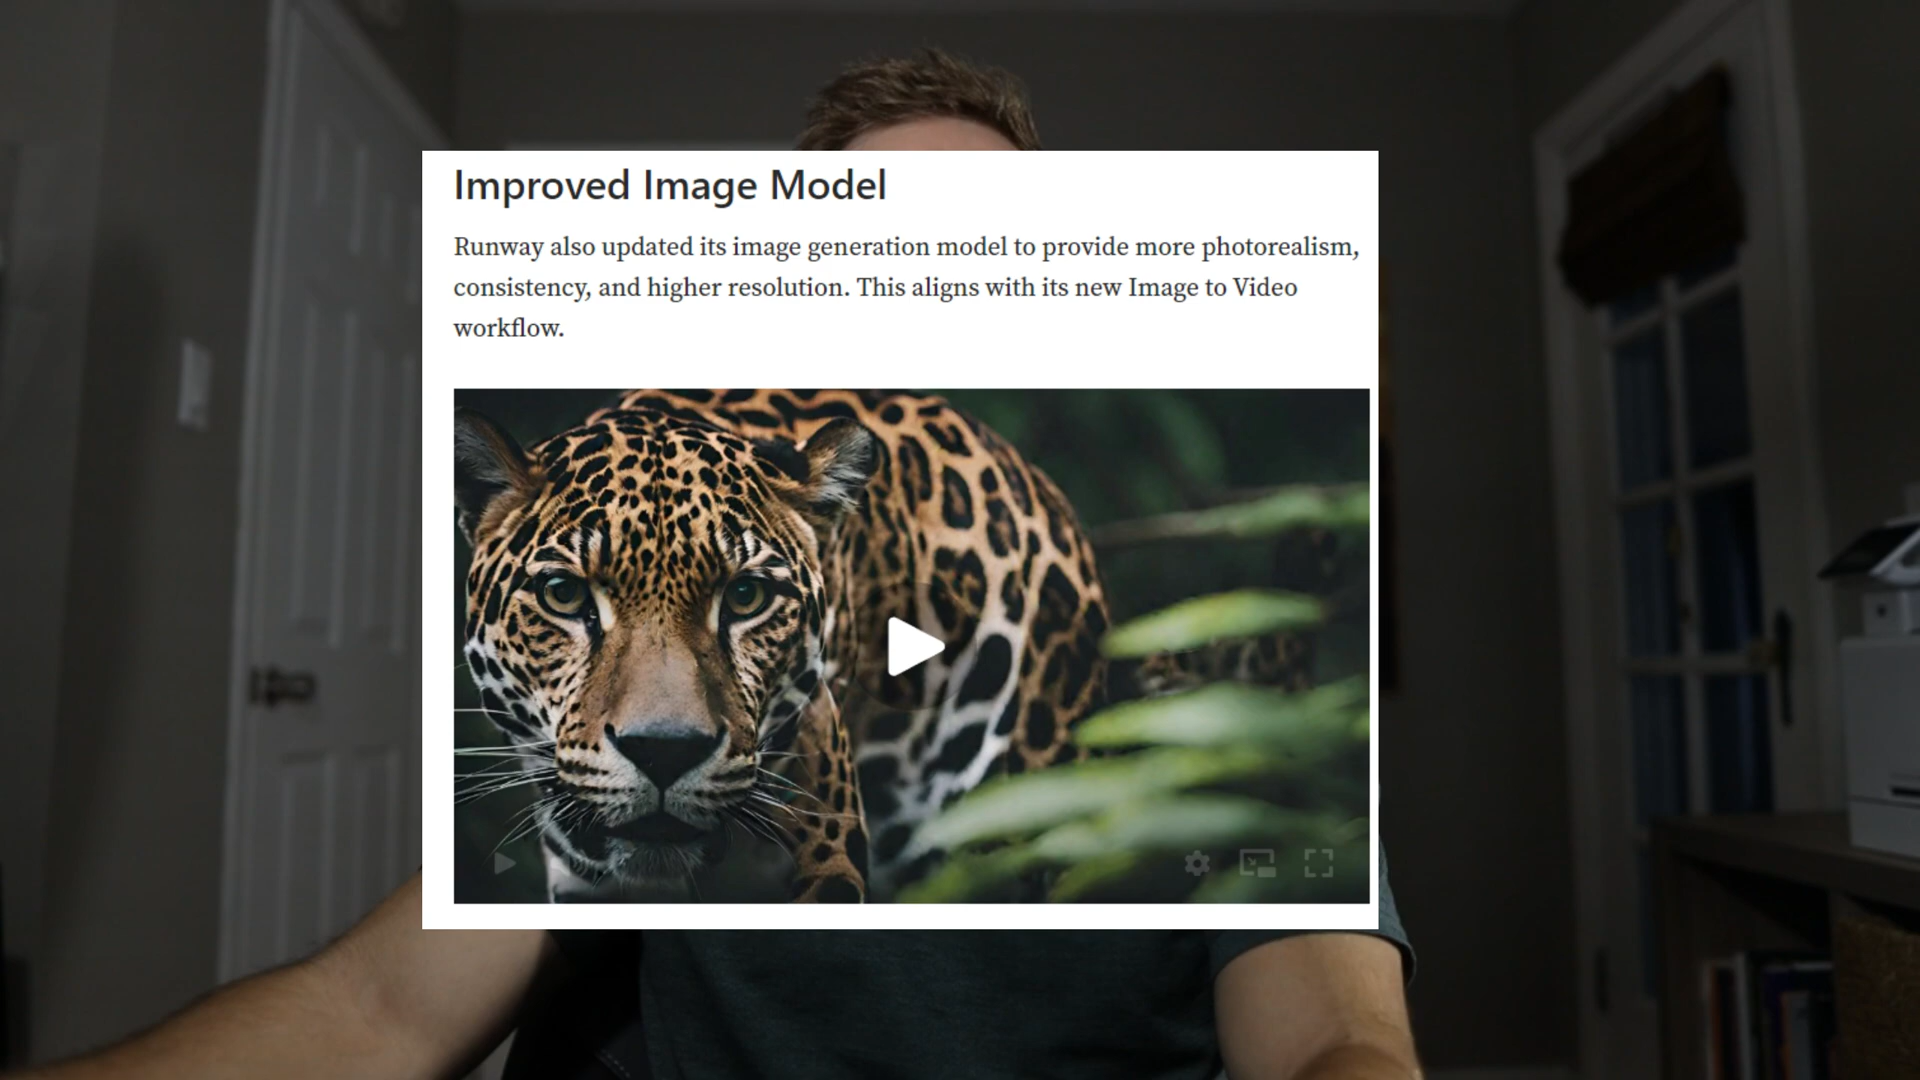 Improved Image Model
Runway also updated its image generation model to provide more photorealism,
consistency, and higher resolution. This aligns with its new Image to Video
workflow.